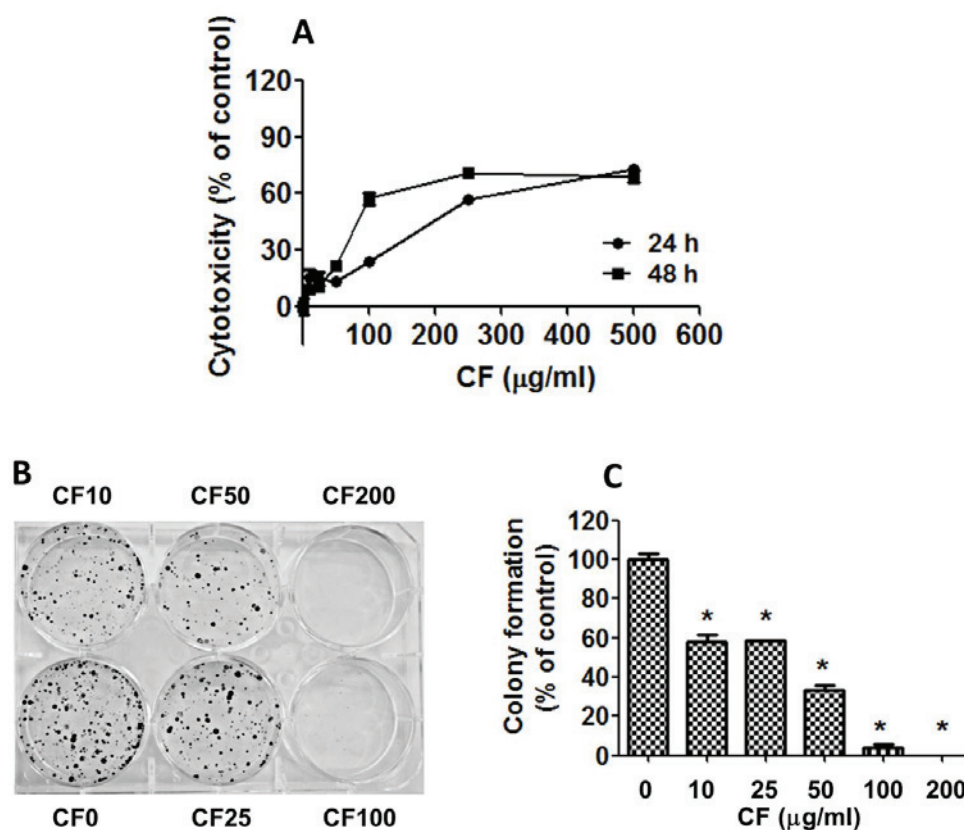 A
Cytotoxicity (% of control)
120
90
60
30
0
24 h
48 h
100 200 300 400 500 600
CF (μg/ml)
B
CF10 CF50 CF200
CF0 CF25 CF100
C
Colony formation
(% of control)
120
100
80
60
40
20
0
* * * * *
0 10 25 50 100 200
CF (μg/ml)